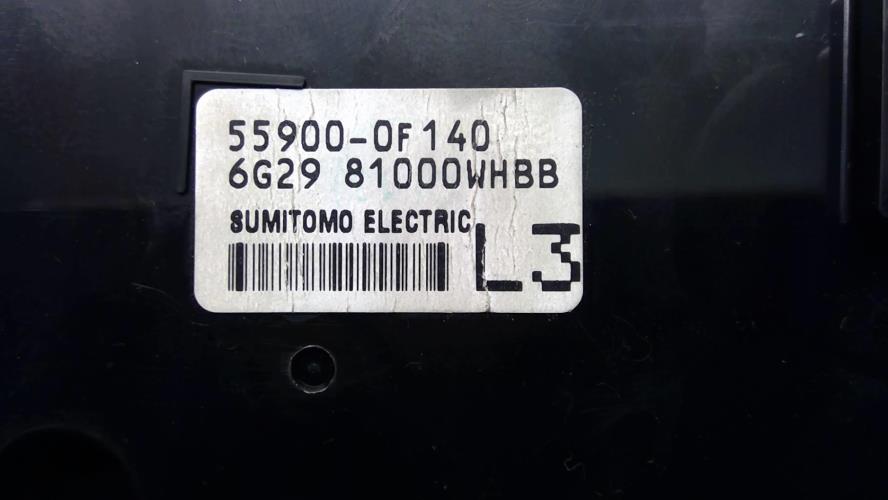 55900-0F140
6G29 81000WHBB
SUMITOMO ELECTRIC
L3